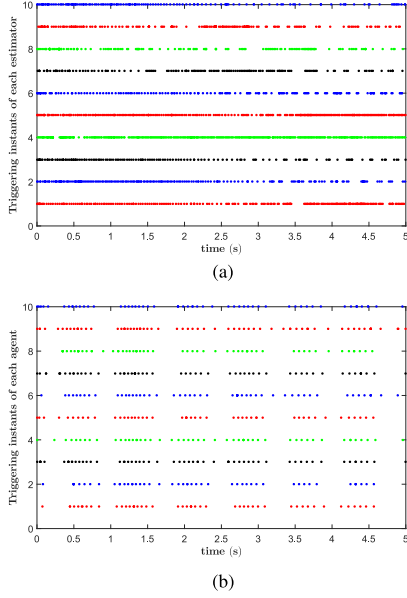 10
8
6
4
2
0
0 0.5 1 1.5 2 2.5 3 3.5 4 4.5 5
Triggering instants of each estimator
time (s)
(a)
10
8
6
4
2
0
0 0.5 1 1.5 2 2.5 3 3.5 4 4.5 5
Triggering instants of each agent
time (s)
(b)